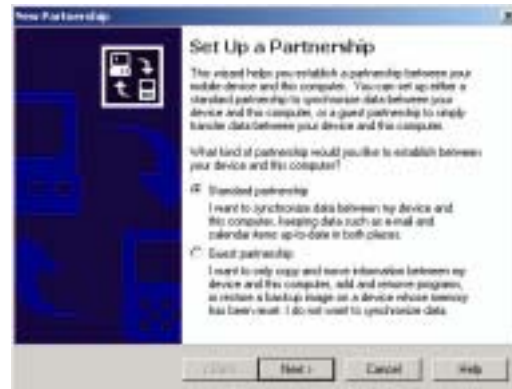 New Partnership
Set Up a Partnership
This wizard helps you establish a partnership between your
mobile device and this computer. You can set up either a
standard partnership to synchronize data between your
device and this computer, or a guest partnership to simply
transfer data between your device and this computer.
What kind of partnership would you like to establish between
your device and this computer?
Standard partnership
I want to synchronize data between my device and
this computer, keeping data such as e-mail and
calendar items up-to-date in both places.
Guest partnership
I want to only copy and move information between my
device and this computer, add and remove programs,
or restore a backup image on a device whose memory
has been reset. I do not want to synchronize data.
< Back
Next >
Cancel
Help